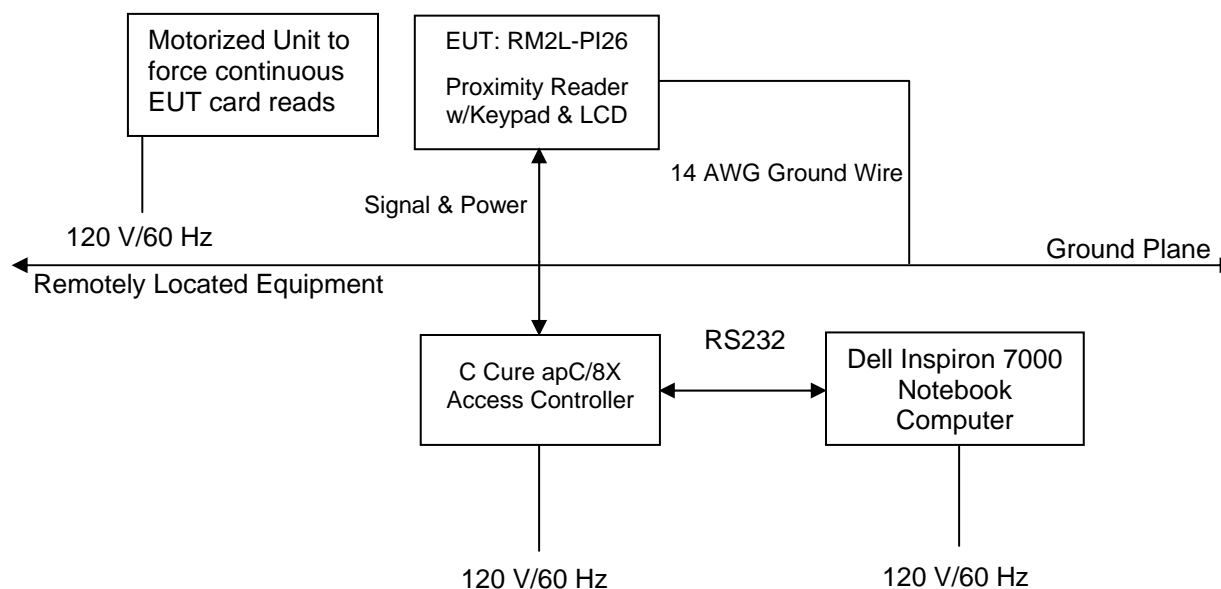 Motorized Unit to
force continuous
EUT card reads
EUT: RM2L-PI26
Proximity Reader
w/Keypad & LCD
14 AWG Ground Wire
Signal & Power
120 V/60 Hz
Ground Plane
Remotely Located Equipment
C Cure apC/8X
Access Controller
RS232
Dell Inspiron 7000
Notebook
Computer
120 V/60 Hz
120 V/60 Hz